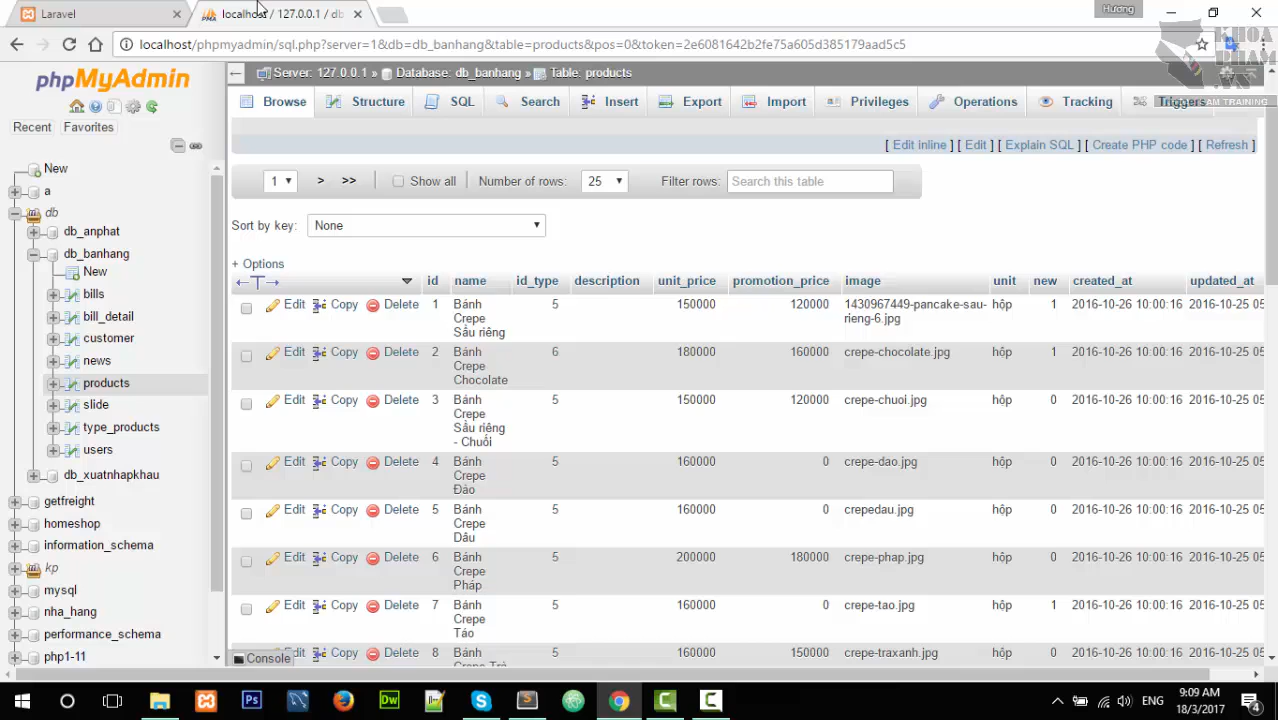 Laravel
localhost / 127.0.0.1 / db
Hương
localhost/phpmyadmin/sql.php?server=1&db=db_banhang&table=products&pos=0&token=2e6081642b2fe75a605d385179aad5c5
KHOA PHAM .VN
phpMyAdmin
Recent Favorites
New
a
db
db_anphat
db_banhang
New
bills
bill_detail
customer
news
products
slide
type_products
users
db_xuatnhapkhau
getfreight
homeshop
information_schema
kp
mysql
nha_hang
performance_schema
php1-11
Server: 127.0.0.1 » Database: db_banhang » Table: products
Browse Structure SQL Search Insert Export Import Privileges Operations Tracking Triggers
[ Edit inline ] [ Edit ] [ Explain SQL ] [ Create PHP code ] [ Refresh ]
1 > >> Show all Number of rows: 25 Filter rows: Search this table
Sort by key: None
+ Options
id name id_type description unit_price promotion_price image unit new created_at updated_at
Edit Copy Delete 1 Bánh Crepe Sầu riêng 5 150000 120000 1430967449-pancake-sau-rieng-6.jpg hộp 1 2016-10-26 10:00:16 2016-10-25 05
Edit Copy Delete 2 Bánh Crepe Chocolate 6 180000 160000 crepe-chocolate.jpg hộp 1 2016-10-26 10:00:16 2016-10-25 05
Edit Copy Delete 3 Bánh Crepe Sầu riêng - Chuối 5 150000 120000 crepe-chuoi.jpg hộp 0 2016-10-26 10:00:16 2016-10-25 05
Edit Copy Delete 4 Bánh Crepe Đào 5 160000 0 crepe-dao.jpg hộp 0 2016-10-26 10:00:16 2016-10-25 05
Edit Copy Delete 5 Bánh Crepe Dâu 5 160000 0 crepedau.jpg hộp 0 2016-10-26 10:00:16 2016-10-25 05
Edit Copy Delete 6 Bánh Crepe Pháp 5 200000 180000 crepe-phap.jpg hộp 0 2016-10-26 10:00:16 2016-10-25 05
Edit Copy Delete 7 Bánh Crepe Táo 5 160000 0 crepe-tao.jpg hộp 1 2016-10-26 10:00:16 2016-10-25 05
Edit Copy Delete 8 Bánh Crepe Trà 5 160000 150000 crepe-traxanh.jpg hộp 0 2016-10-26 10:00:16 2016-10-25 05
Console
ENG
9:09 AM
18/3/2017